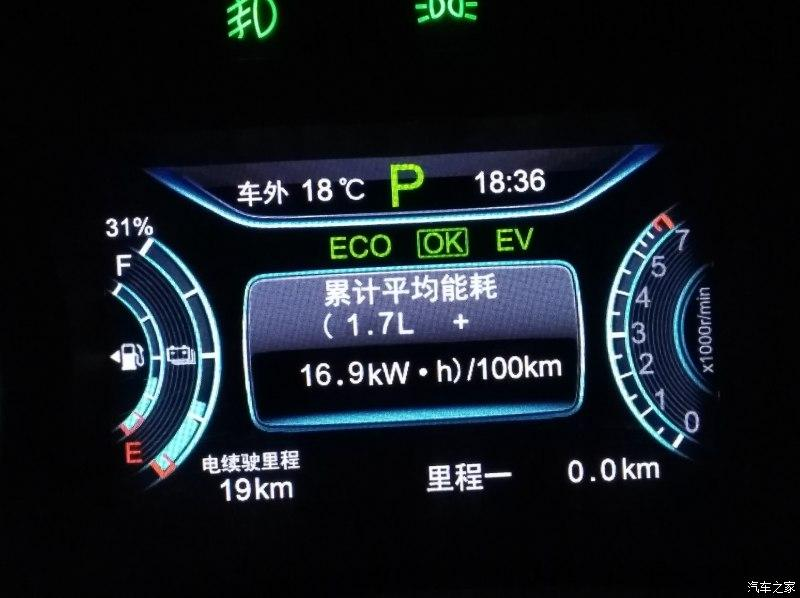 车外 18℃ P 18:36
31%
ECO OK EV
F
累计平均能耗
( 1.7L +
16.9kW·h)/100km
E
7
5
4
3
2
1
0
x1000r/min
电续驶里程
19km
里程一 0.0km
汽车之家